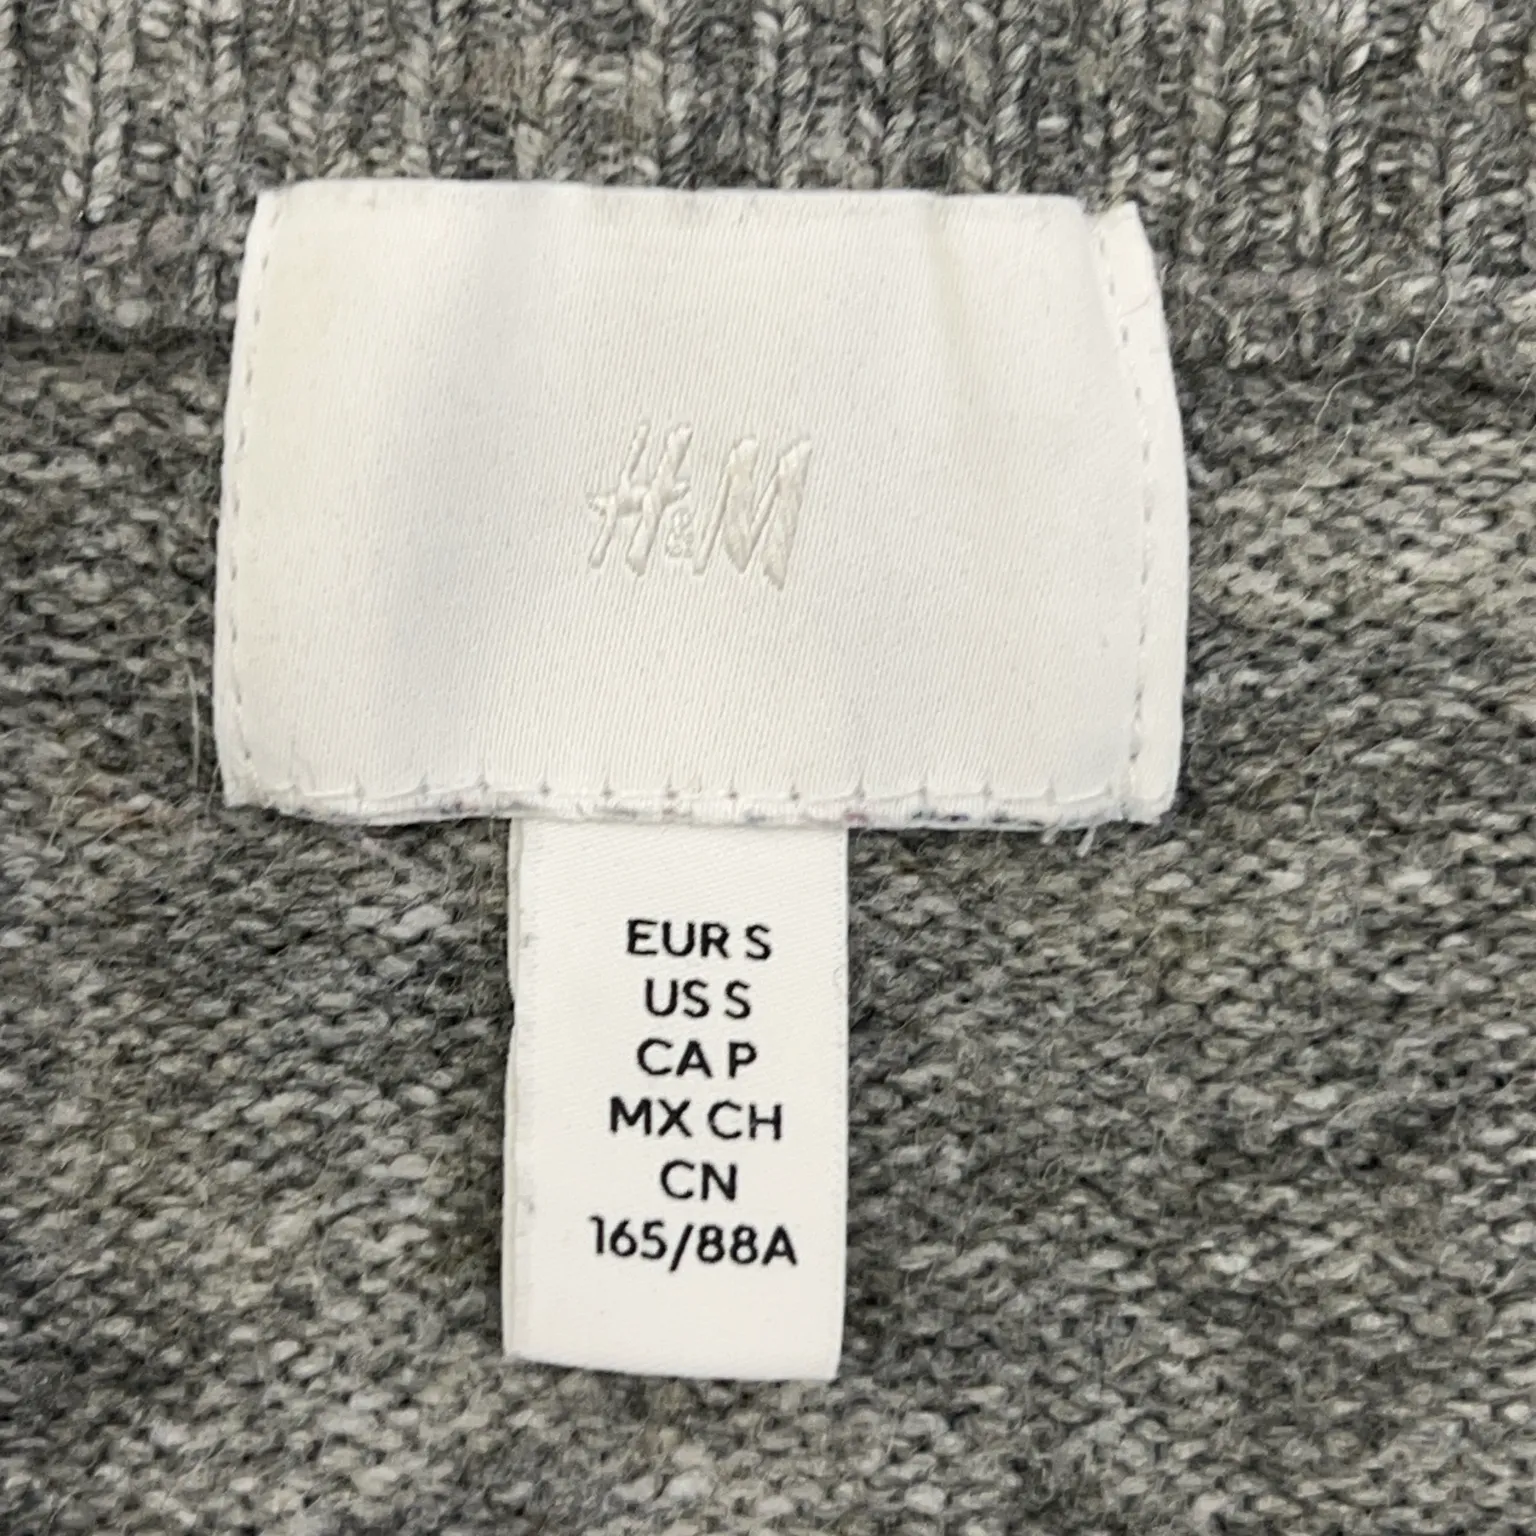 H&M
EUR S
US S
CA P
MX CH
CN
165/88A